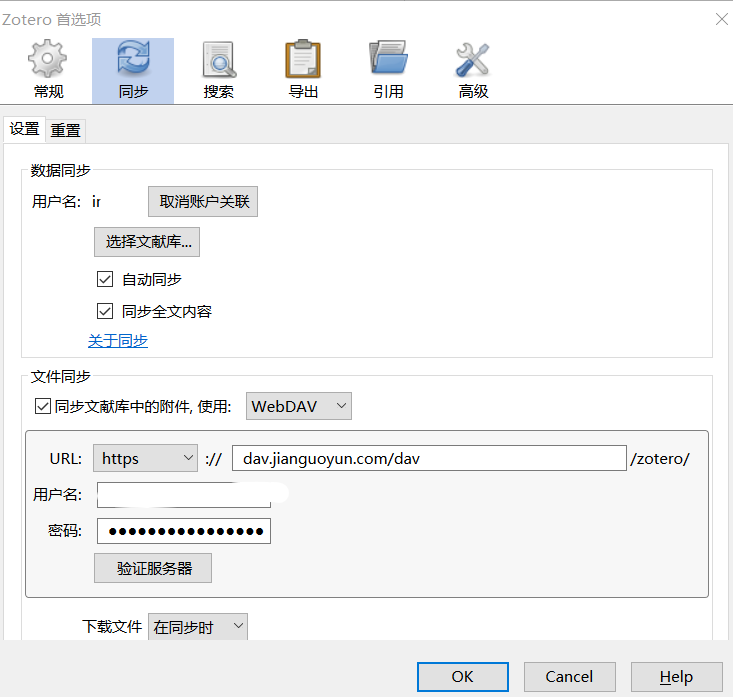 Zotero 首选项
常规 同步 搜索 导出 引用 高级
设置 重置
数据同步
用户名: ir 取消账户关联
选择文献库...
自动同步
同步全文内容
关于同步
文件同步
同步文献库中的附件, 使用: WebDAV
URL: https :// dav.jianguoyun.com/dav /zotero/
用户名:
密码: ●●●●●●●●●●●●●●●●
验证服务器
下载文件 在同步时
OK Cancel Help